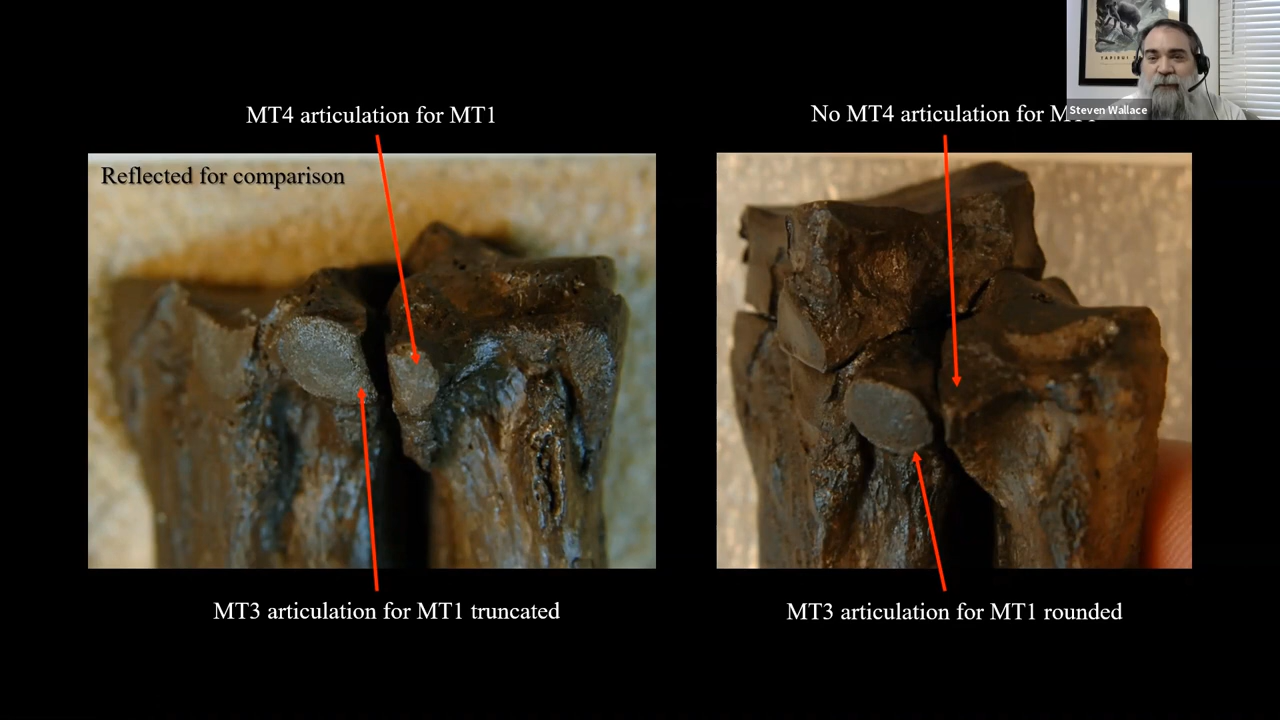 MT4 articulation for MT1
No MT4 articulation for
Steven Wallace
Reflected for comparison
MT3 articulation for MT1 truncated
MT3 articulation for MT1 rounded